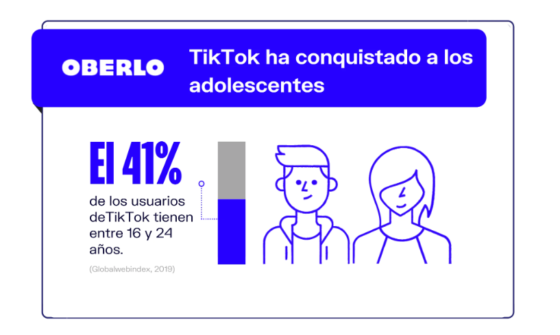 OBERLO
TikTok ha conquistado a los
adolescentes
El 41%
de los usuarios
deTikTok tienen
entre 16 y 24
años.
(Globalwebindex, 2019)